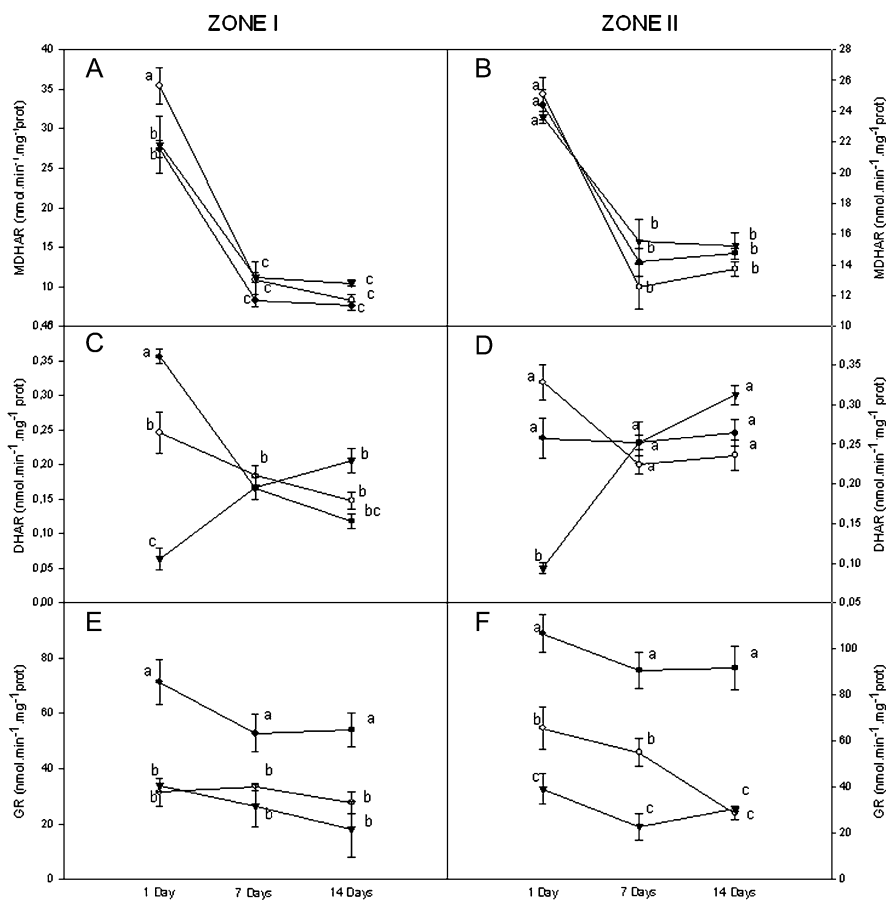 ZONE I
ZONE II
A
MDHAR (nmol.min⁻¹.mg⁻¹prot)
40
35
30
25
15
10
a
b
b
c
c
c
c
c
c
B
MDHAR (nmol.min⁻¹.mg⁻¹prot)
28
26
24
22
20
18
16
14
12
10
a
a
a
b
b
b
b
b
b
C
DHAR (nmol.min⁻¹.mg⁻¹ prot)
0,40
0,35
0,30
0,25
0,20
0,15
0,10
0,05
0,00
a
b
c
b
b
b
bc
D
DHAR (nmol.min⁻¹.mg⁻¹prot)
0,35
0,30
0,25
0,20
0,15
0,10
0,05
a
a
b
a
a
a
a
a
a
E
GR (nmol.min⁻¹.mg⁻¹prot)
80
60
40
20
0
a
b
b
a
b
b
a
b
b
F
GR (nmol.min⁻¹.mg⁻¹prot)
100
80
60
40
20
0
a
b
c
a
b
c
a
c
c
1 Day
7 Days
14 Days
1 Day
7 Days
14 Days